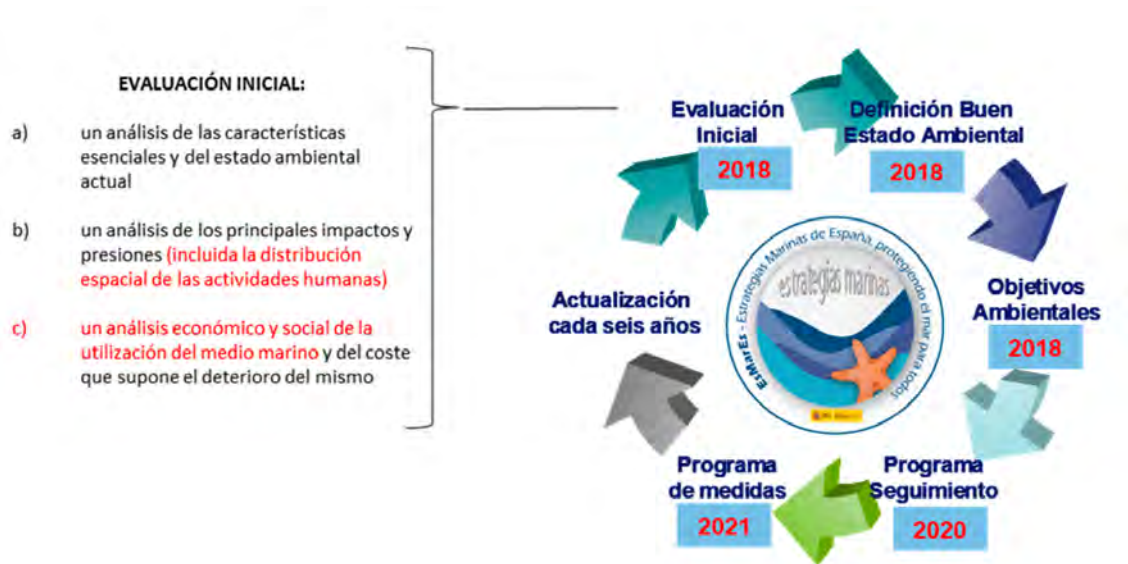 EVALUACIÓN INICIAL:
a) un análisis de las características
esenciales y del estado ambiental
actual
b) un análisis de los principales impactos y
presiones (incluida la distribución
espacial de las actividades humanas)
c) un análisis económico y social de la
utilización del medio marino y del coste
que supone el deterioro del mismo
Evaluación
Inicial
2018
Definición Buen
Estado Ambiental
2018
Objetivos
Ambientales
2018
Programa
Seguimiento
2020
Programa
de medidas
2021
Actualización
cada seis años
EsMarEs - Estrategias Marinas de España, protegiendo el mar para todos
estrategias marinas